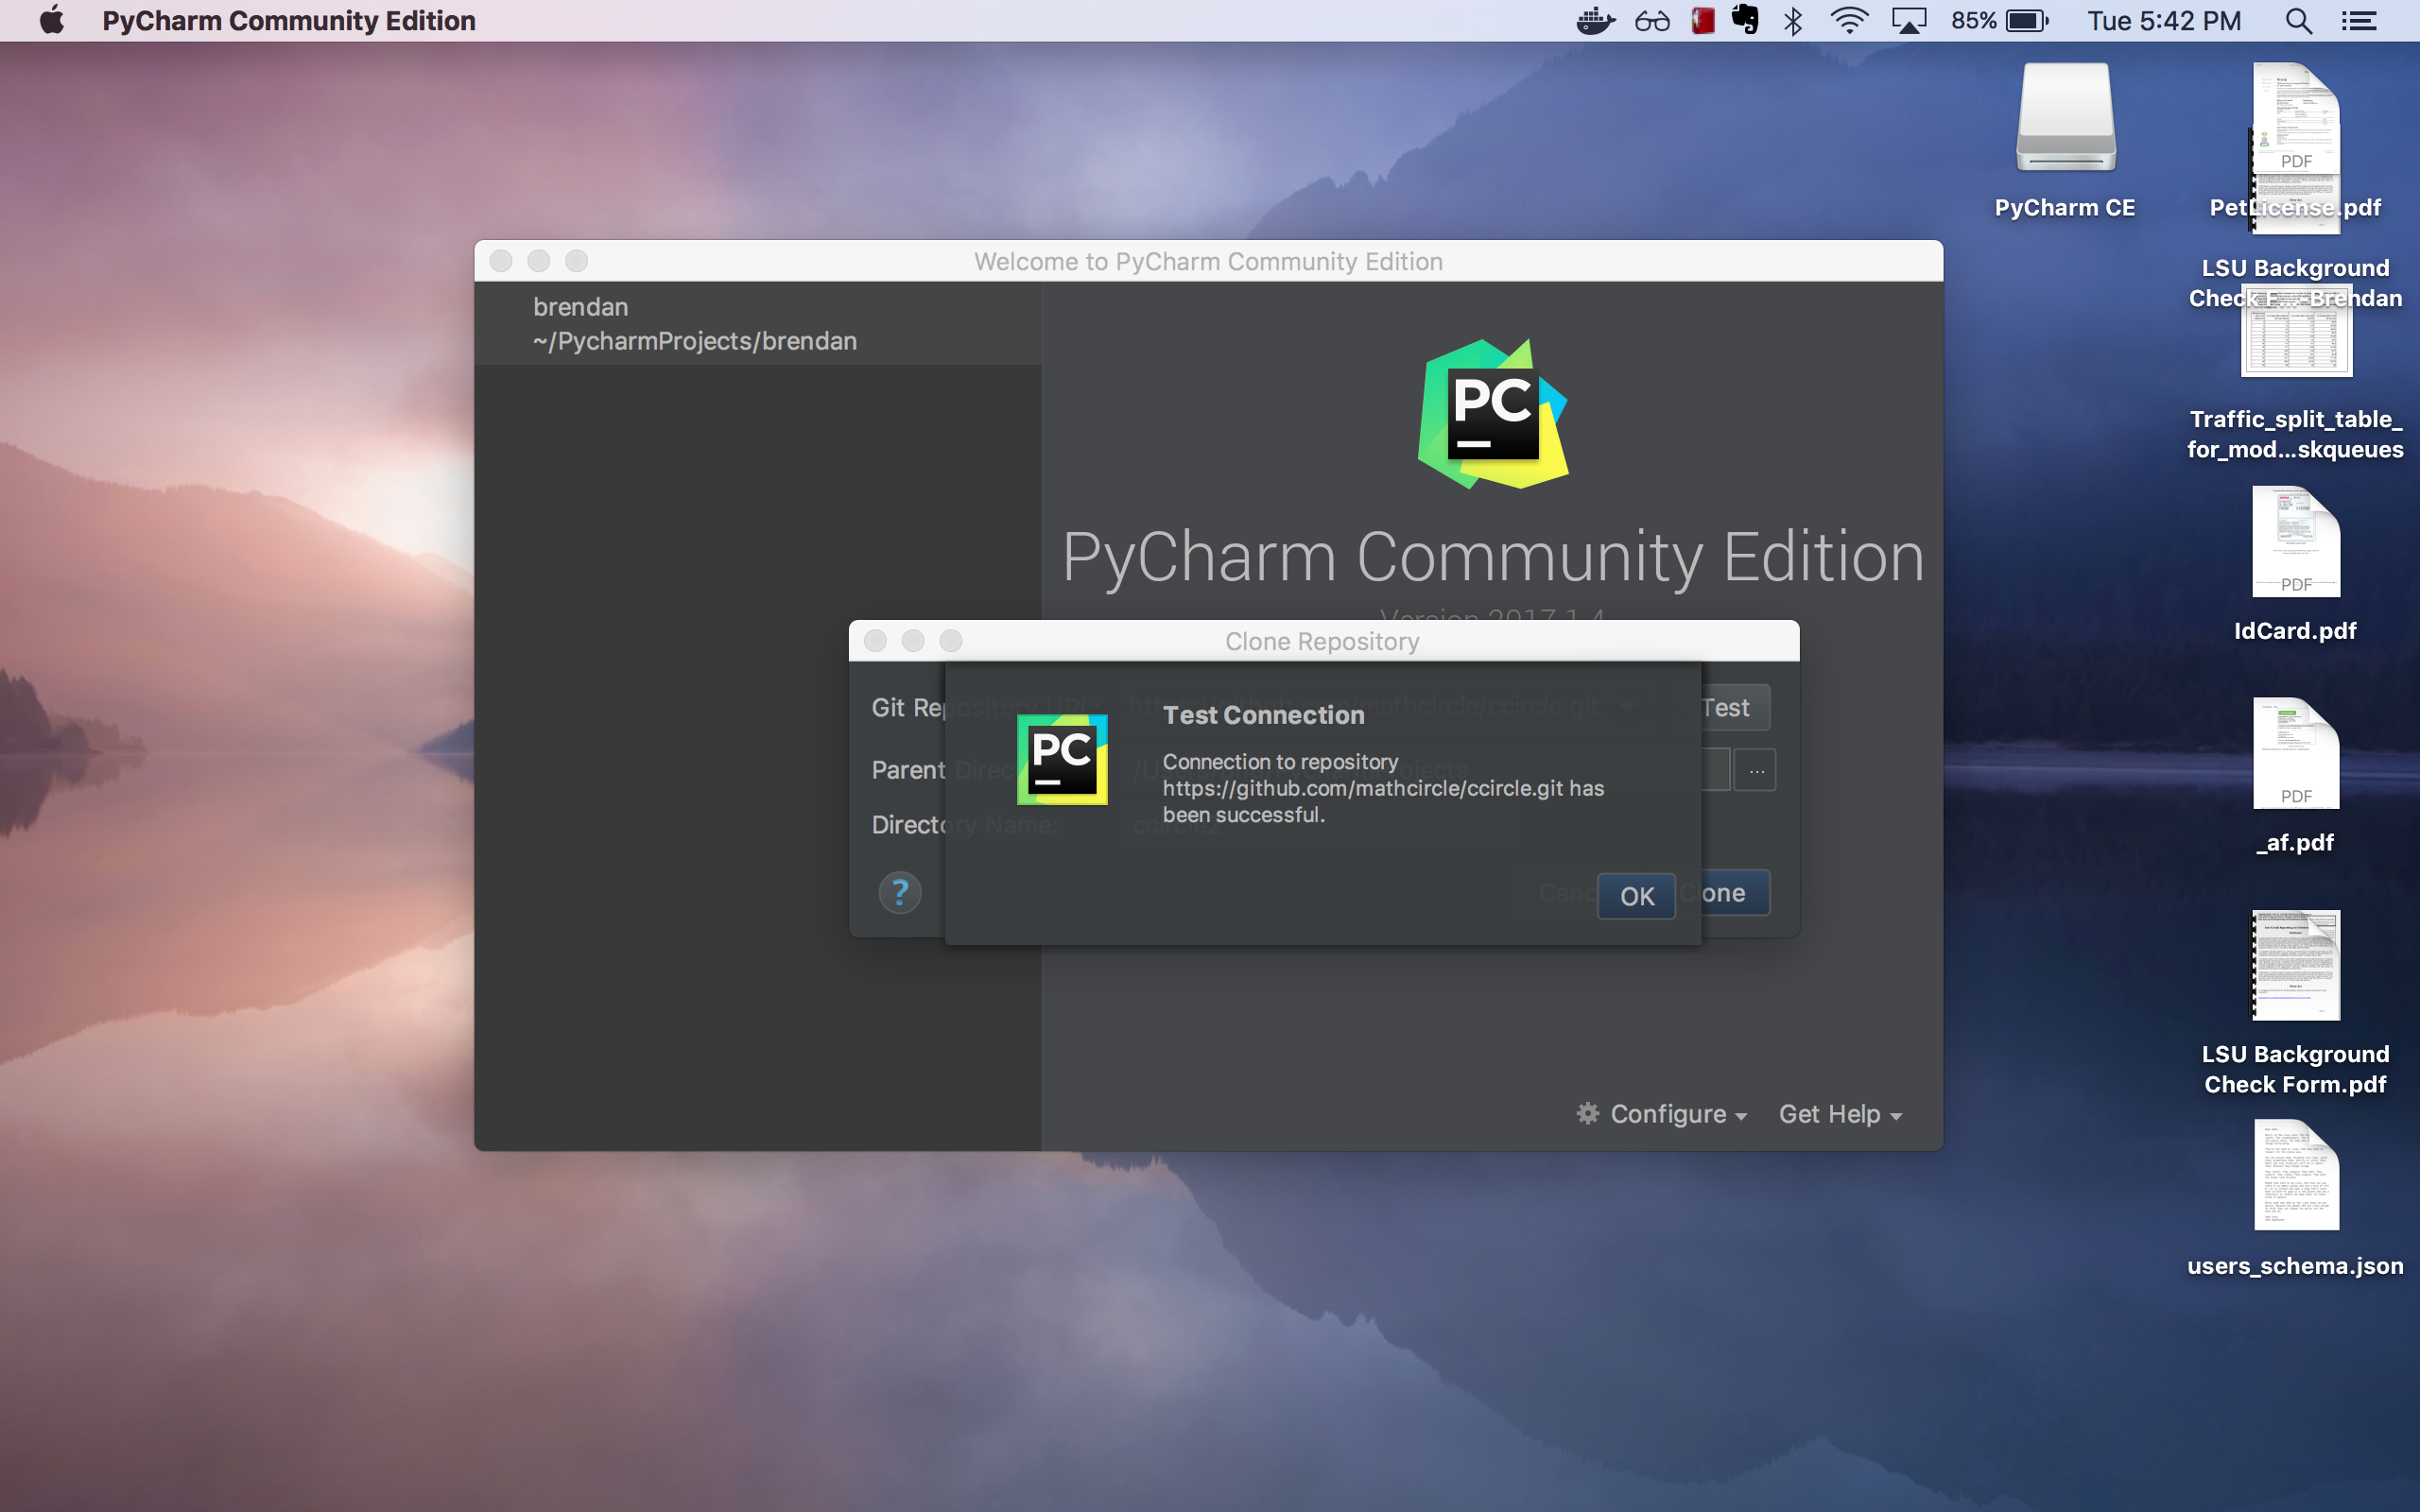 PyCharm Community Edition
85%
Tue 5:42 PM
PyCharm CE
PDF
PetLicense.pdf
LSU Background
Check F...-Brendan
Traffic_split_table_
for_mod...skqueues
PDF
IdCard.pdf
PDF
_af.pdf
LSU Background
Check Form.pdf
users_schema.json
Welcome to PyCharm Community Edition
brendan
~/PycharmProjects/brendan
PC
PyCharm Community Edition
Version 2017.1.4
Clone Repository
Git Repository URL: https://github.com/mathcircle/ccircle.git
Test
Parent Directory:
...
Directory Name: ccircle2
?
Clone
PC
Test Connection
Connection to repository
https://github.com/mathcircle/ccircle.git has
been successful.
OK
Configure
Get Help